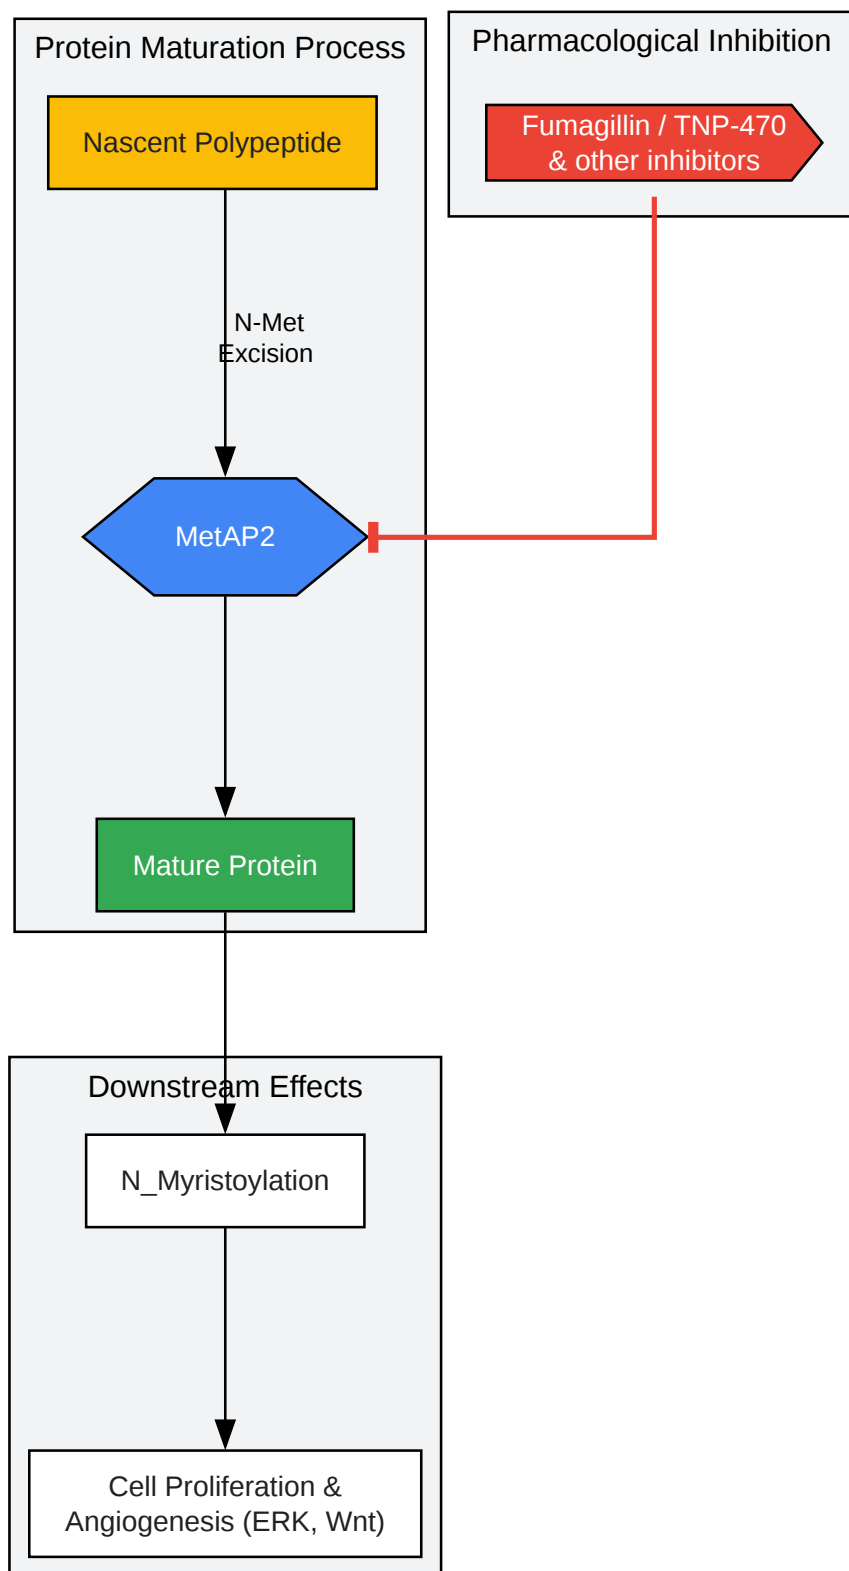 Protein Maturation Process
Nascent Polypeptide
N-Met
Excision
MetAP2
Mature Protein
Pharmacological Inhibition
Fumagillin / TNP-470
& other inhibitors
Downstream Effects
N_Myristoylation
Cell Proliferation &
Angiogenesis (ERK, Wnt)